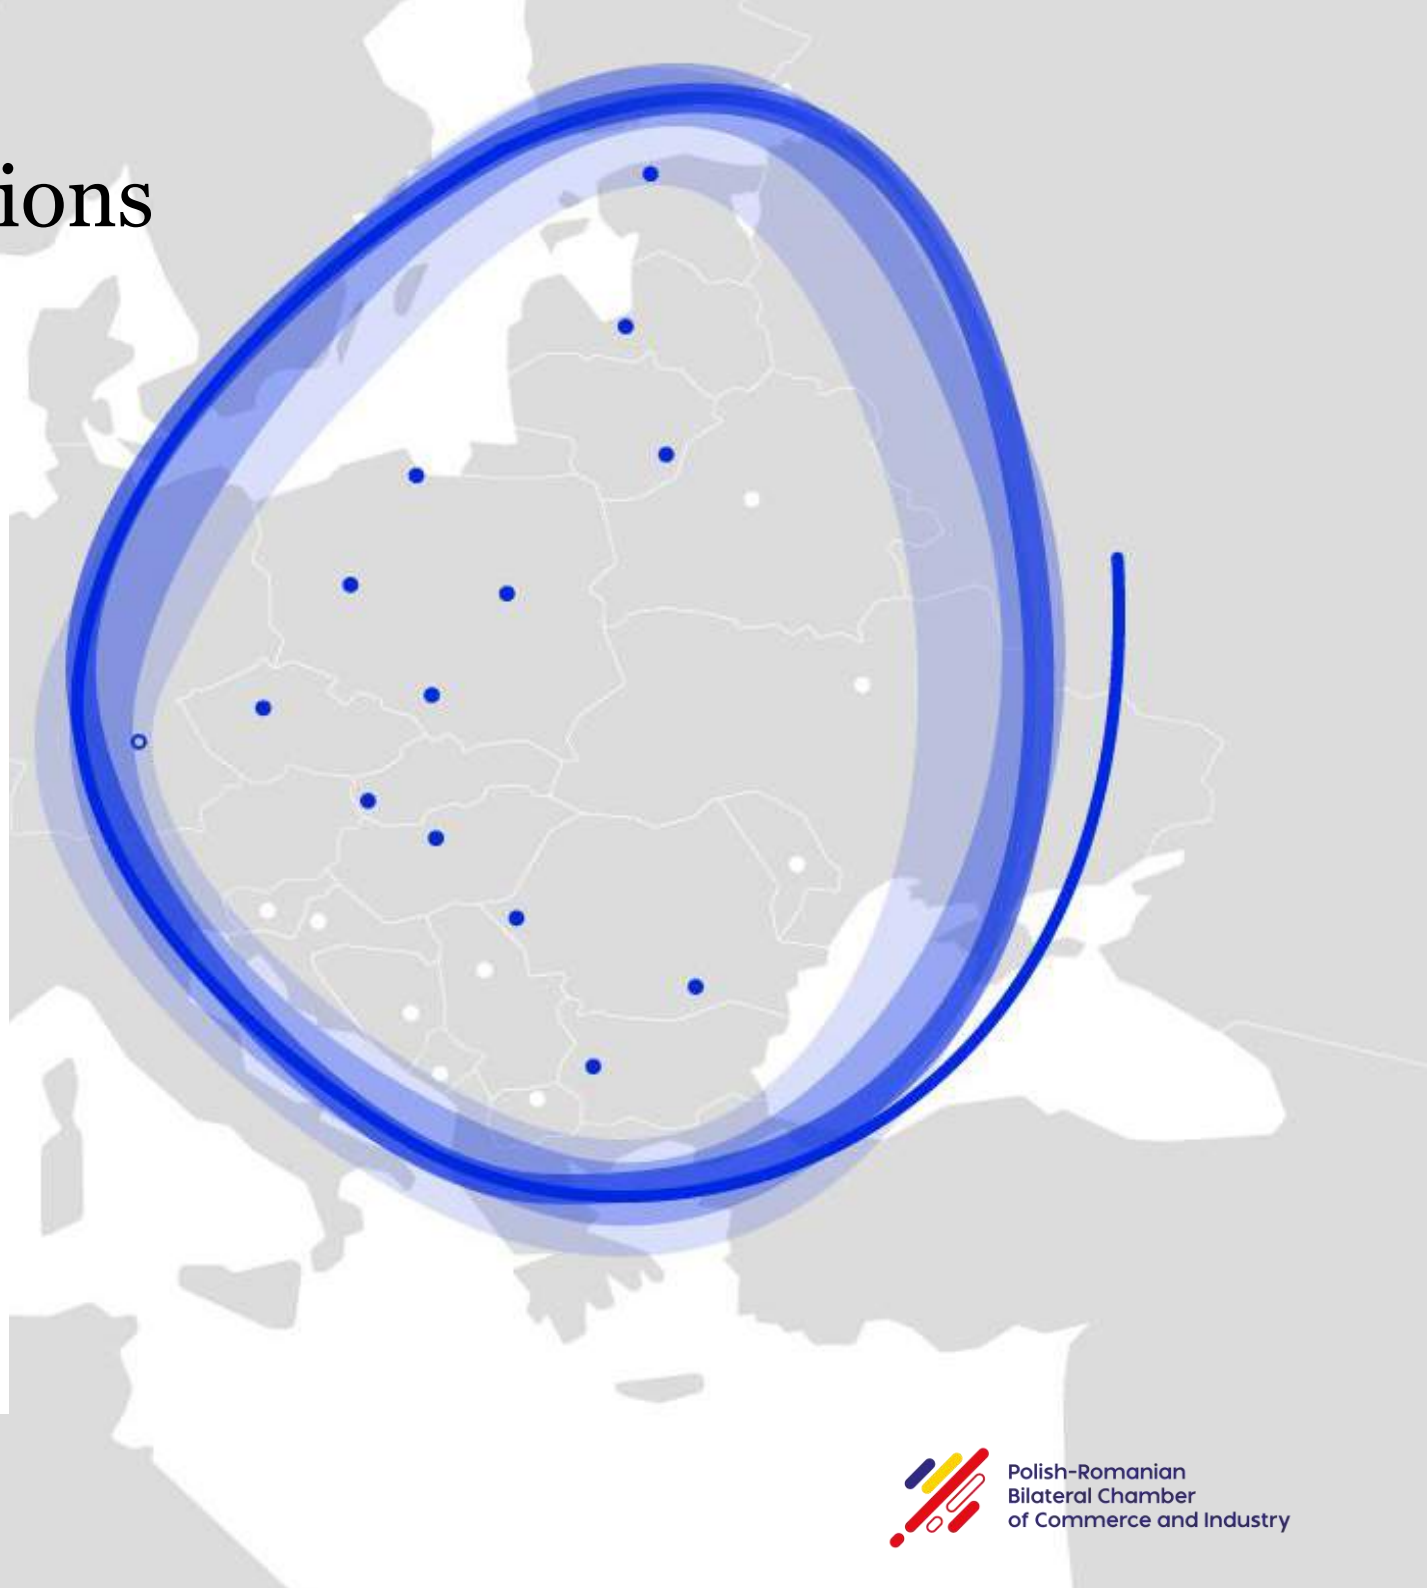 ions
Polish-Romanian
Bilateral Chamber
of Commerce and Industry